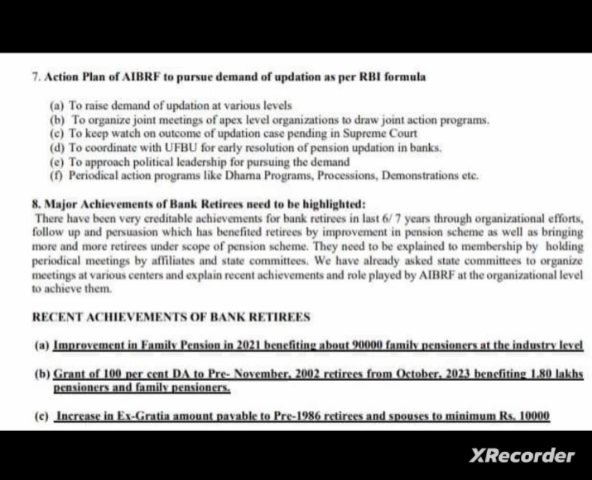 7. Action Plan of AIBRF to pursue demand of updation as per RBI formula
(a) To raise demand of updation at various levels
(b) To organize joint meetings of apex level organizations to draw joint action programs.
(c) To keep watch on outcome of updation case pending in Supreme Court
(d) To coordinate with UFBU for early resolution of pension updation in banks.
(e) To approach political leadership for pursuing the demand
(f) Periodical action programs like Dharna Programs, Processions, Demonstrations etc.
8. Major Achievements of Bank Retirees need to be highlighted:
There have been very creditable achievements for bank retirees in last 6/ 7 years through organizational efforts,
follow up and persuasion which has benefited retirees by improvement in pension scheme as well as bringing
more and more retirees under scope of pension scheme. They need to be explained to membership by holding
periodical meetings by affiliates and state committees. We have already asked state committees to organize
meetings at various centers and explain recent achievements and role played by AIBRF at the organizational level
to achieve them.
RECENT ACHIEVEMENTS OF BANK RETIREES
(a) Improvement in Family Pension in 2021 benefiting about 90000 family pensioners at the industry level
(b) Grant of 100 per cent DA to Pre- November, 2002 retirees from October, 2023 benefiting 1.80 lakhs
pensioners and family pensioners.
(c) Increase in Ex-Gratia amount payable to Pre-1986 retirees and spouses to minimum Rs. 10000
XRecorder